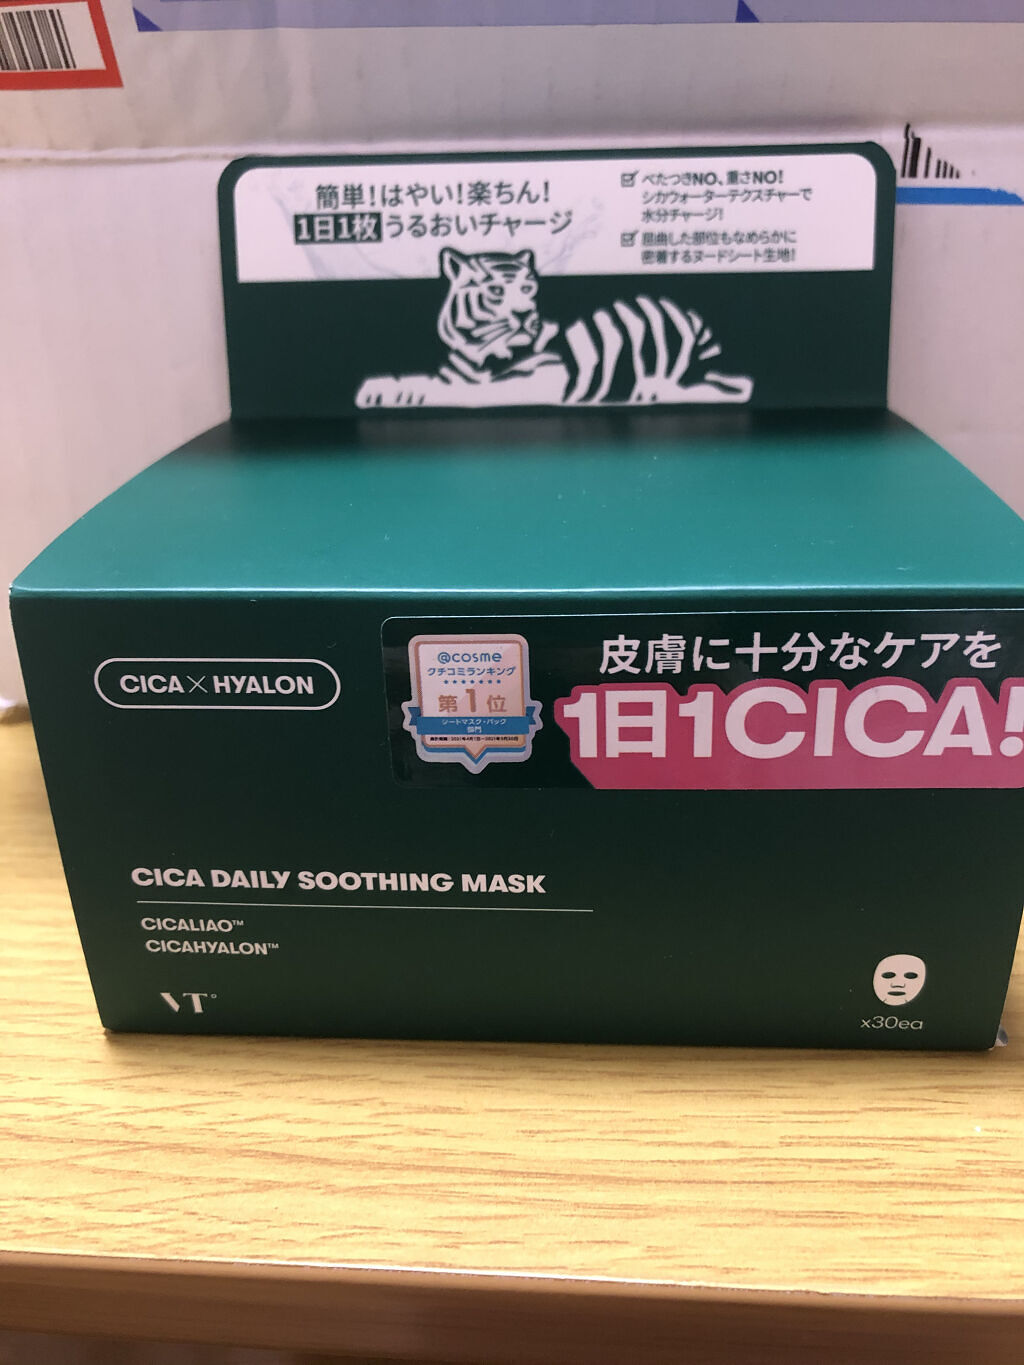 簡単!はやい!楽ちん!
1日1枚うるおいチャージ
べたつきNO、重さNO!
シカウォーターテクスチャーで
水分チャージ!
屈曲した部位もなめらかに
密着するヌードシート生地!
CICA×HYALON
@cosme
クチコミランキング
第1位
シートマスク・パック
部門
皮膚に十分なケアを
1日1CICA!
CICA DAILY SOOTHING MASK
CICALIAO™
CICAHYALON™
VT
x30ea